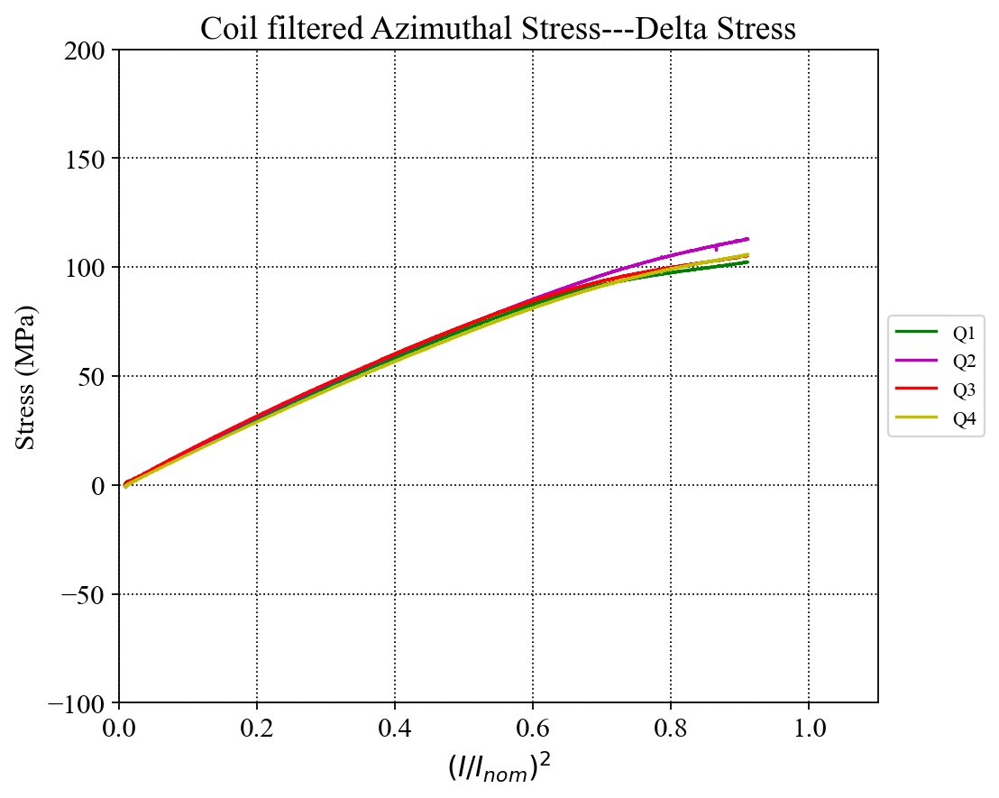 Coil filtered Azimuthal Stress---Delta Stress
200
150
100
50
0
−50
−100
Stress (MPa)
0.0 0.2 0.4 0.6 0.8 1.0
(I/I_nom)²
Q1
Q2
Q3
Q4